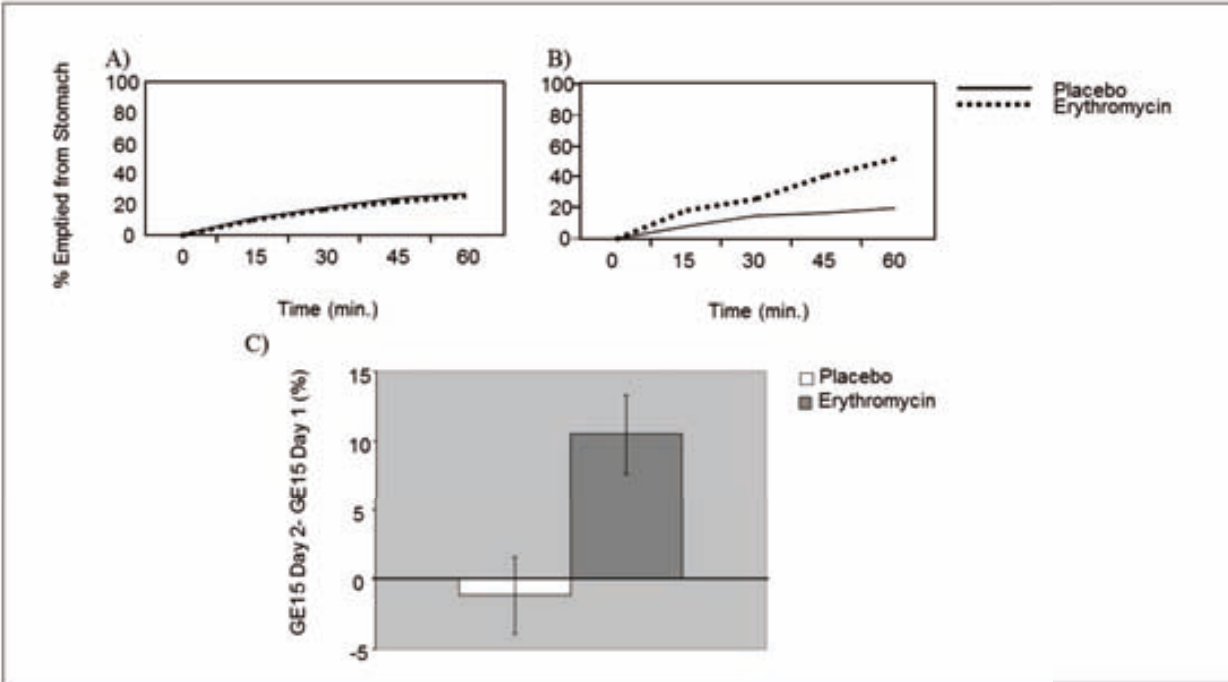 A)
% Emptied from Stomach
100
80
60
40
20
0
0 15 30 45 60
Time (min.)
B)
100
80
60
40
20
0
0 15 30 45 60
Time (min.)
Placebo
Erythromycin
C)
GE15 Day 2- GE15 Day 1 (%)
15
10
5
0
-5
Placebo
Erythromycin